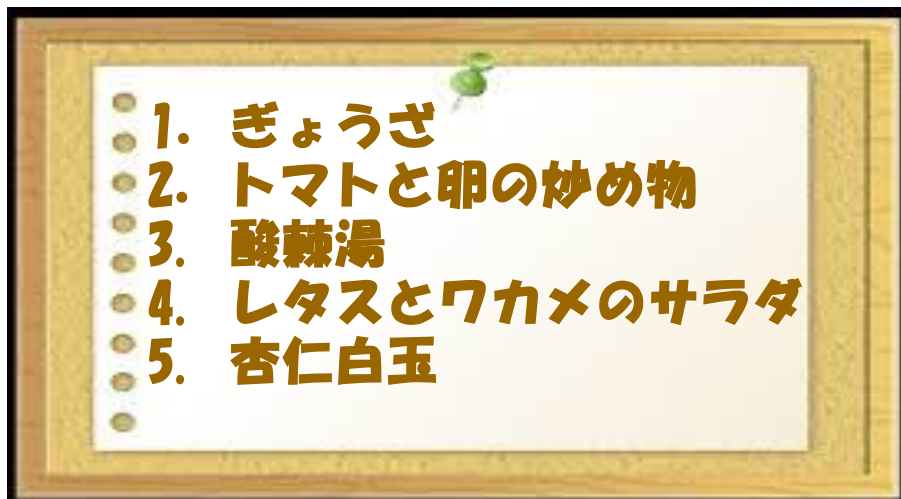 1. ぎょうざ
2. トマトと卵の炒め物
3. 酸棘湯
4. レタスとワカメのサラダ
5. 杏仁白玉